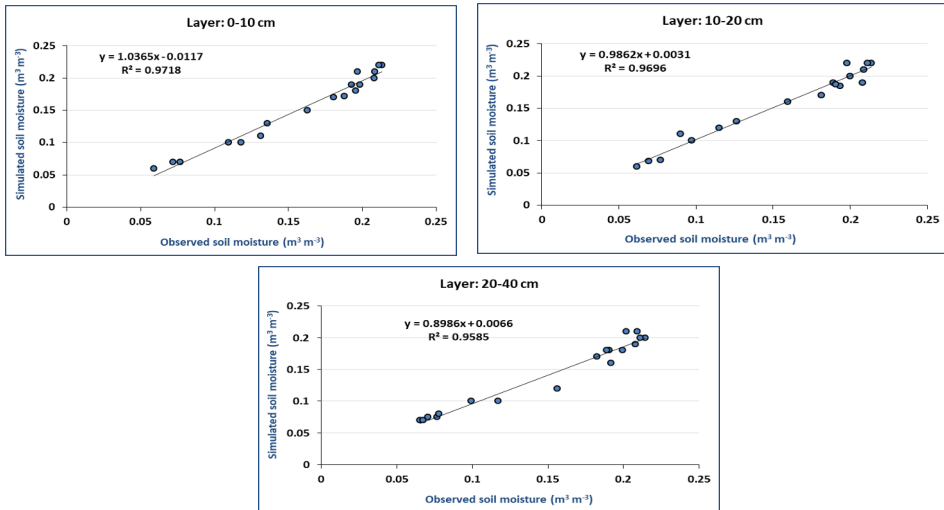 Layer: 0-10 cm
y = 1.0365x - 0.0117
R² = 0.9718
Simulated soil moisture (m³ m⁻³)
0.25
0.2
0.15
0.1
0.05
0
0 0.05 0.1 0.15 0.2 0.25
Observed soil moisture (m³ m⁻³)
Layer: 10-20 cm
y = 0.9862x + 0.0031
R² = 0.9696
Simulated soil moisture (m³ m⁻³)
0.25
0.2
0.15
0.1
0.05
0
0 0.05 0.1 0.15 0.2 0.25
Observed soil moisture (m³ m⁻³)
Layer: 20-40 cm
y = 0.8986x + 0.0066
R² = 0.9585
Simulated soil moisture (m³ m⁻³)
0.25
0.2
0.15
0.1
0.05
0
0 0.05 0.1 0.15 0.2 0.25
Observed soil moisture (m³ m⁻³)